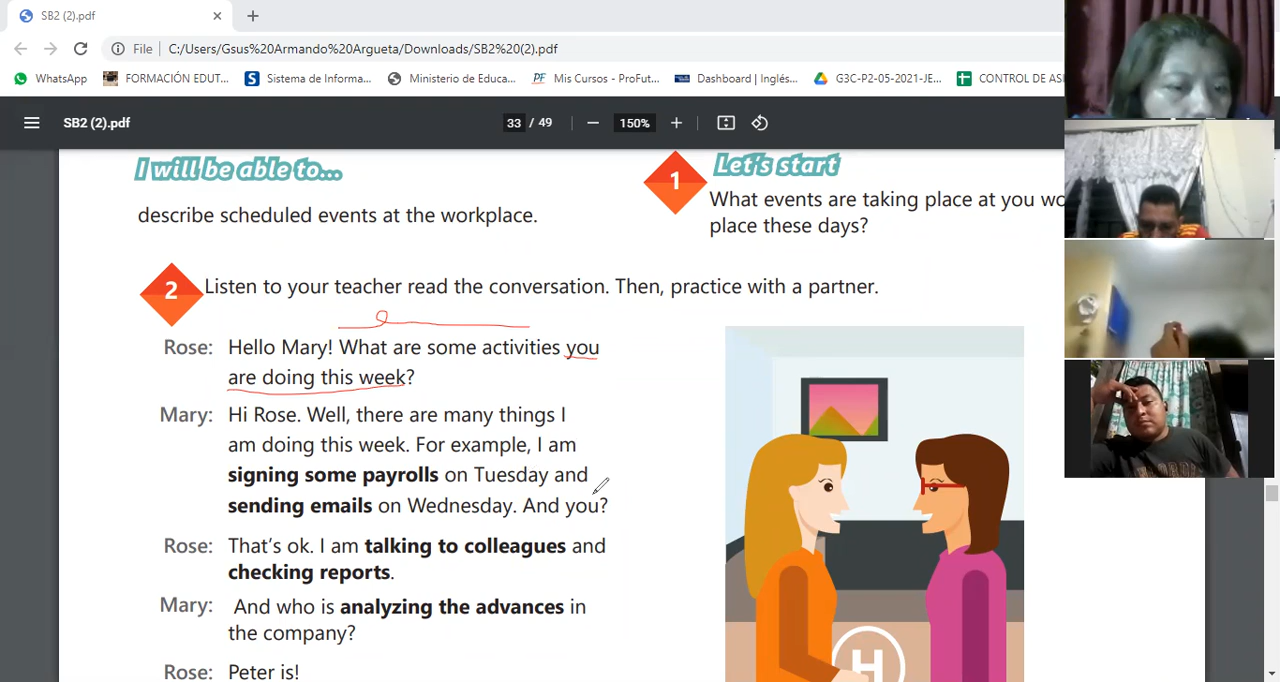 SB2 (2).pdf
File
C:/Users/Gsus%20Armando%20Argueta/Downloads/SB2%20(2).pdf
WhatsApp
FORMACIÓN EDUT...
Sistema de Informa...
Ministerio de Educa...
Mis Cursos - ProFut...
Dashboard | Inglés...
G3C-P2-05-2021-JE...
CONTROL DE ASI
SB2 (2).pdf
33 / 49
150%
I will be able to...
describe scheduled events at the workplace.
1
Let's start
What events are taking place at you wo
place these days?
2
Listen to your teacher read the conversation. Then, practice with a partner.
Rose: Hello Mary! What are some activities you
are doing this week?
Mary: Hi Rose. Well, there are many things I
am doing this week. For example, I am
signing some payrolls on Tuesday and
sending emails on Wednesday. And you?
Rose: That's ok. I am talking to colleagues and
checking reports.
Mary: And who is analyzing the advances in
the company?
Rose: Peter is!
H